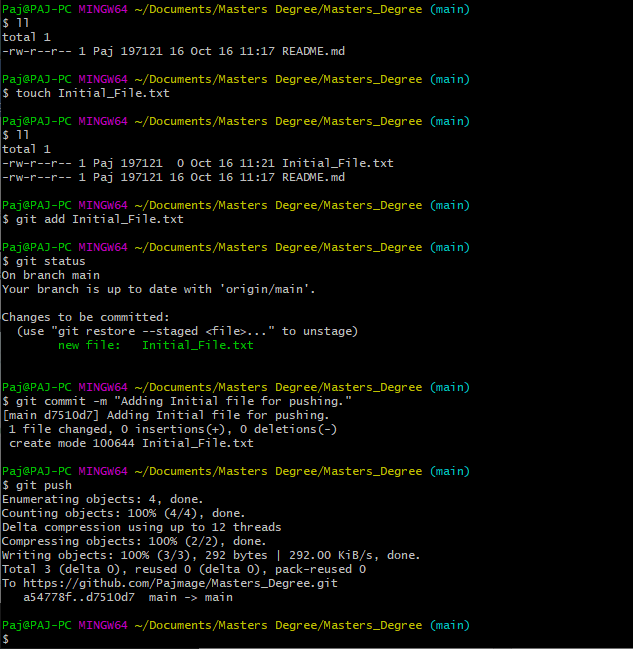 Paj@PAJ-PC MINGW64 ~/Documents/Masters Degree/Masters_Degree (main)
$ ll
total 1
-rw-r--r-- 1 Paj 197121 16 Oct 16 11:17 README.md

Paj@PAJ-PC MINGW64 ~/Documents/Masters Degree/Masters_Degree (main)
$ touch Initial_File.txt

Paj@PAJ-PC MINGW64 ~/Documents/Masters Degree/Masters_Degree (main)
$ ll
total 1
-rw-r--r-- 1 Paj 197121  0 Oct 16 11:21 Initial_File.txt
-rw-r--r-- 1 Paj 197121 16 Oct 16 11:17 README.md

Paj@PAJ-PC MINGW64 ~/Documents/Masters Degree/Masters_Degree (main)
$ git add Initial_File.txt

Paj@PAJ-PC MINGW64 ~/Documents/Masters Degree/Masters_Degree (main)
$ git status
On branch main
Your branch is up to date with 'origin/main'.

Changes to be committed:
  (use "git restore --staged <file>..." to unstage)
        new file:   Initial_File.txt

Paj@PAJ-PC MINGW64 ~/Documents/Masters Degree/Masters_Degree (main)
$ git commit -m "Adding Initial file for pushing."
[main d7510d7] Adding Initial file for pushing.
 1 file changed, 0 insertions(+), 0 deletions(-)
 create mode 100644 Initial_File.txt

Paj@PAJ-PC MINGW64 ~/Documents/Masters Degree/Masters_Degree (main)
$ git push
Enumerating objects: 4, done.
Counting objects: 100% (4/4), done.
Delta compression using up to 12 threads
Compressing objects: 100% (2/2), done.
Writing objects: 100% (3/3), 292 bytes | 292.00 KiB/s, done.
Total 3 (delta 0), reused 0 (delta 0), pack-reused 0
To https://github.com/Pajmage/Masters_Degree.git
   a54778f..d7510d7  main -> main

Paj@PAJ-PC MINGW64 ~/Documents/Masters Degree/Masters_Degree (main)
$